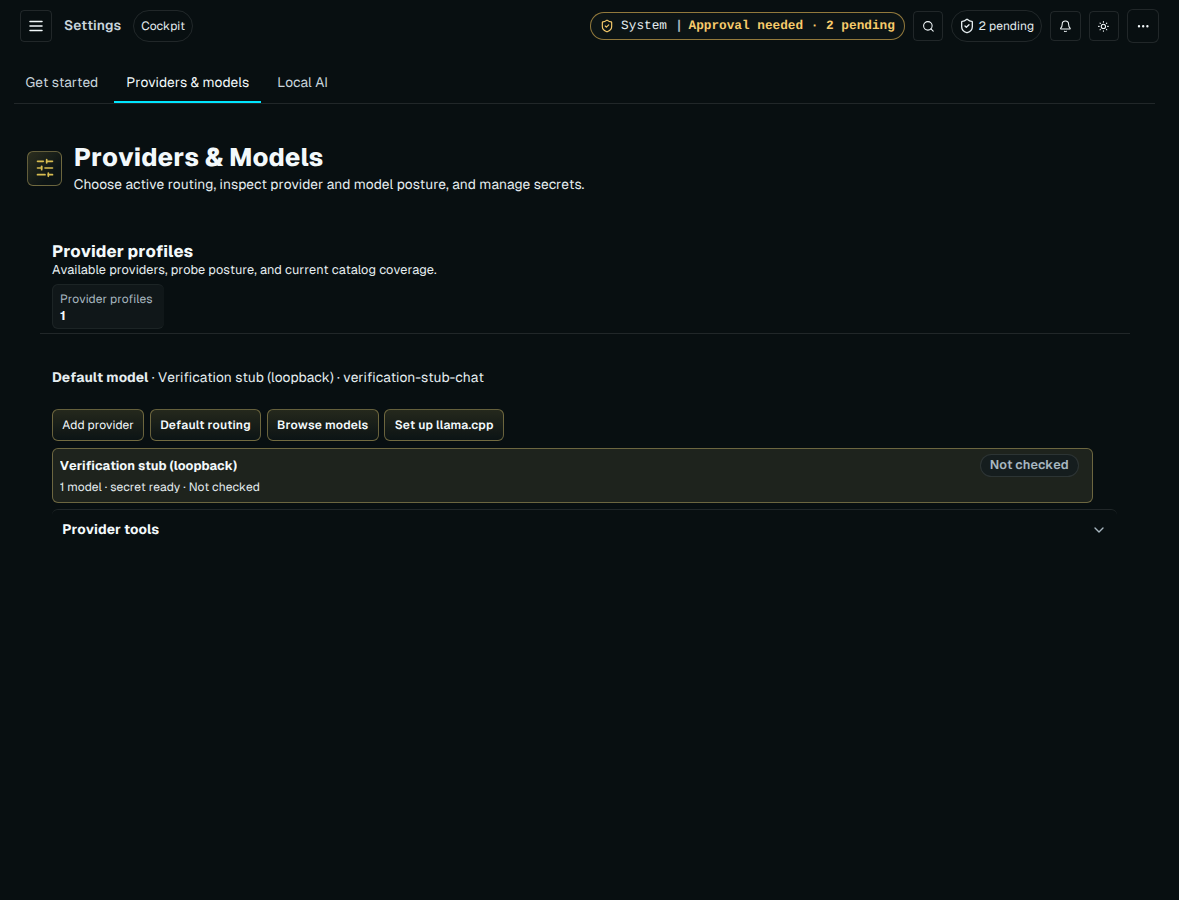 Settings
Cockpit
System | Approval needed · 2 pending
2 pending
Get started
Providers & models
Local AI
Providers & Models
Choose active routing, inspect provider and model posture, and manage secrets.
Provider profiles
Available providers, probe posture, and current catalog coverage.
Provider profiles
1
Default model · Verification stub (loopback) · verification-stub-chat
Add provider
Default routing
Browse models
Set up llama.cpp
Verification stub (loopback)
Not checked
1 model · secret ready · Not checked
Provider tools